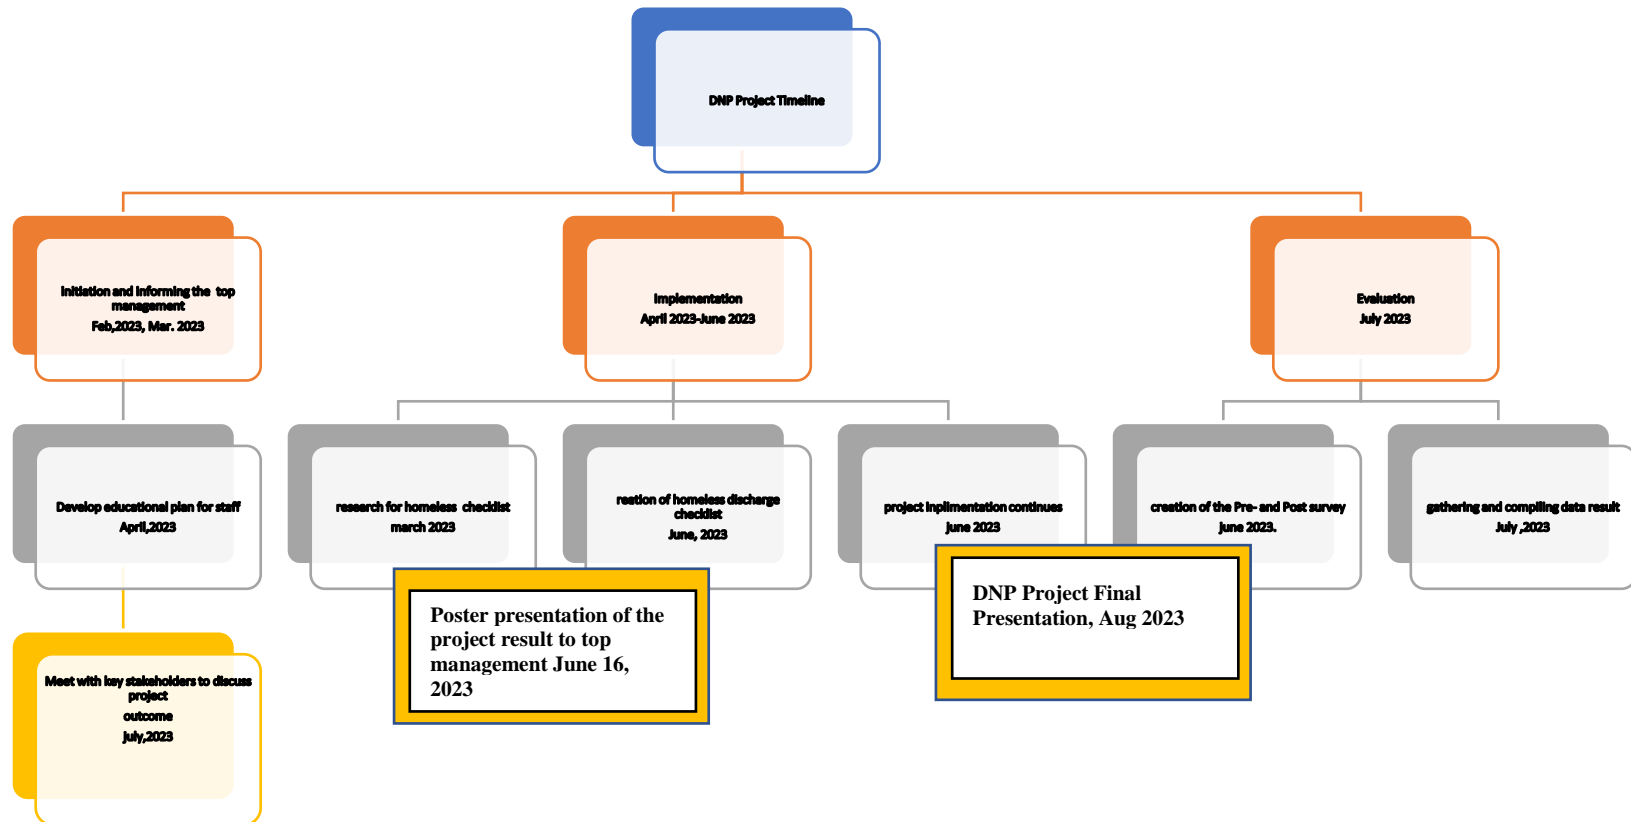 DNP Project Timeline
Initiation and informing the top
management
Feb,2023, Mar. 2023
Implementation
April 2023-June 2023
Evaluation
July 2023
Develop educational plan for staff
April,2023
research for homeless checklist
march 2023
reation of homeless discharge
checklist
June, 2023
project inplimentation continues
june 2023
creation of the Pre- and Post survey
june 2023.
gathering and compiling data result
July ,2023
Poster presentation of the
project result to top
management June 16,
2023
DNP Project Final
Presentation, Aug 2023
Meet with key stakeholders to discuss
project
outcome
july,2023